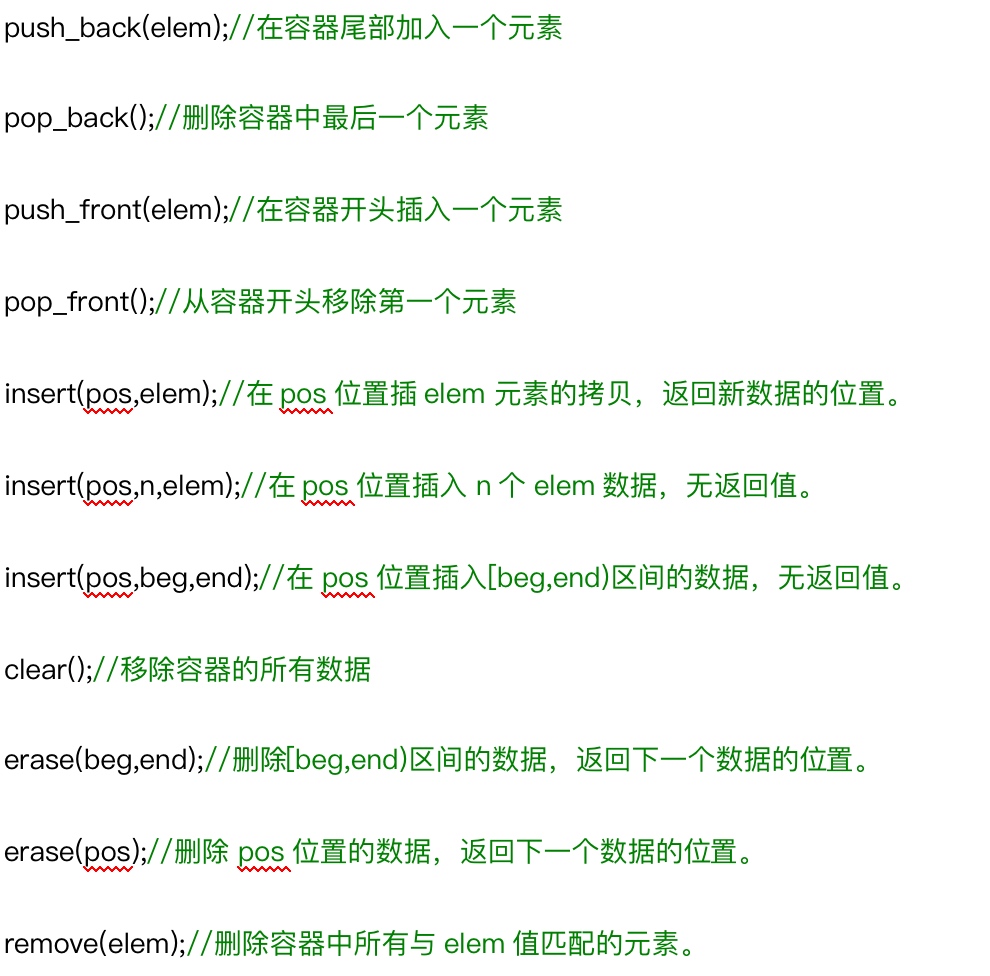 push_back(elem);//在容器尾部加入一个元素
pop_back();//删除容器中最后一个元素
push_front(elem);//在容器开头插入一个元素
pop_front();//从容器开头移除第一个元素
insert(pos,elem);//在 pos 位置插 elem 元素的拷贝，返回新数据的位置。
insert(pos,n,elem);//在 pos 位置插入 n 个 elem 数据，无返回值。
insert(pos,beg,end);//在 pos 位置插入[beg,end)区间的数据，无返回值。
clear();//移除容器的所有数据
erase(beg,end);//删除[beg,end)区间的数据，返回下一个数据的位置。
erase(pos);//删除 pos 位置的数据，返回下一个数据的位置。
remove(elem);//删除容器中所有与 elem 值匹配的元素。